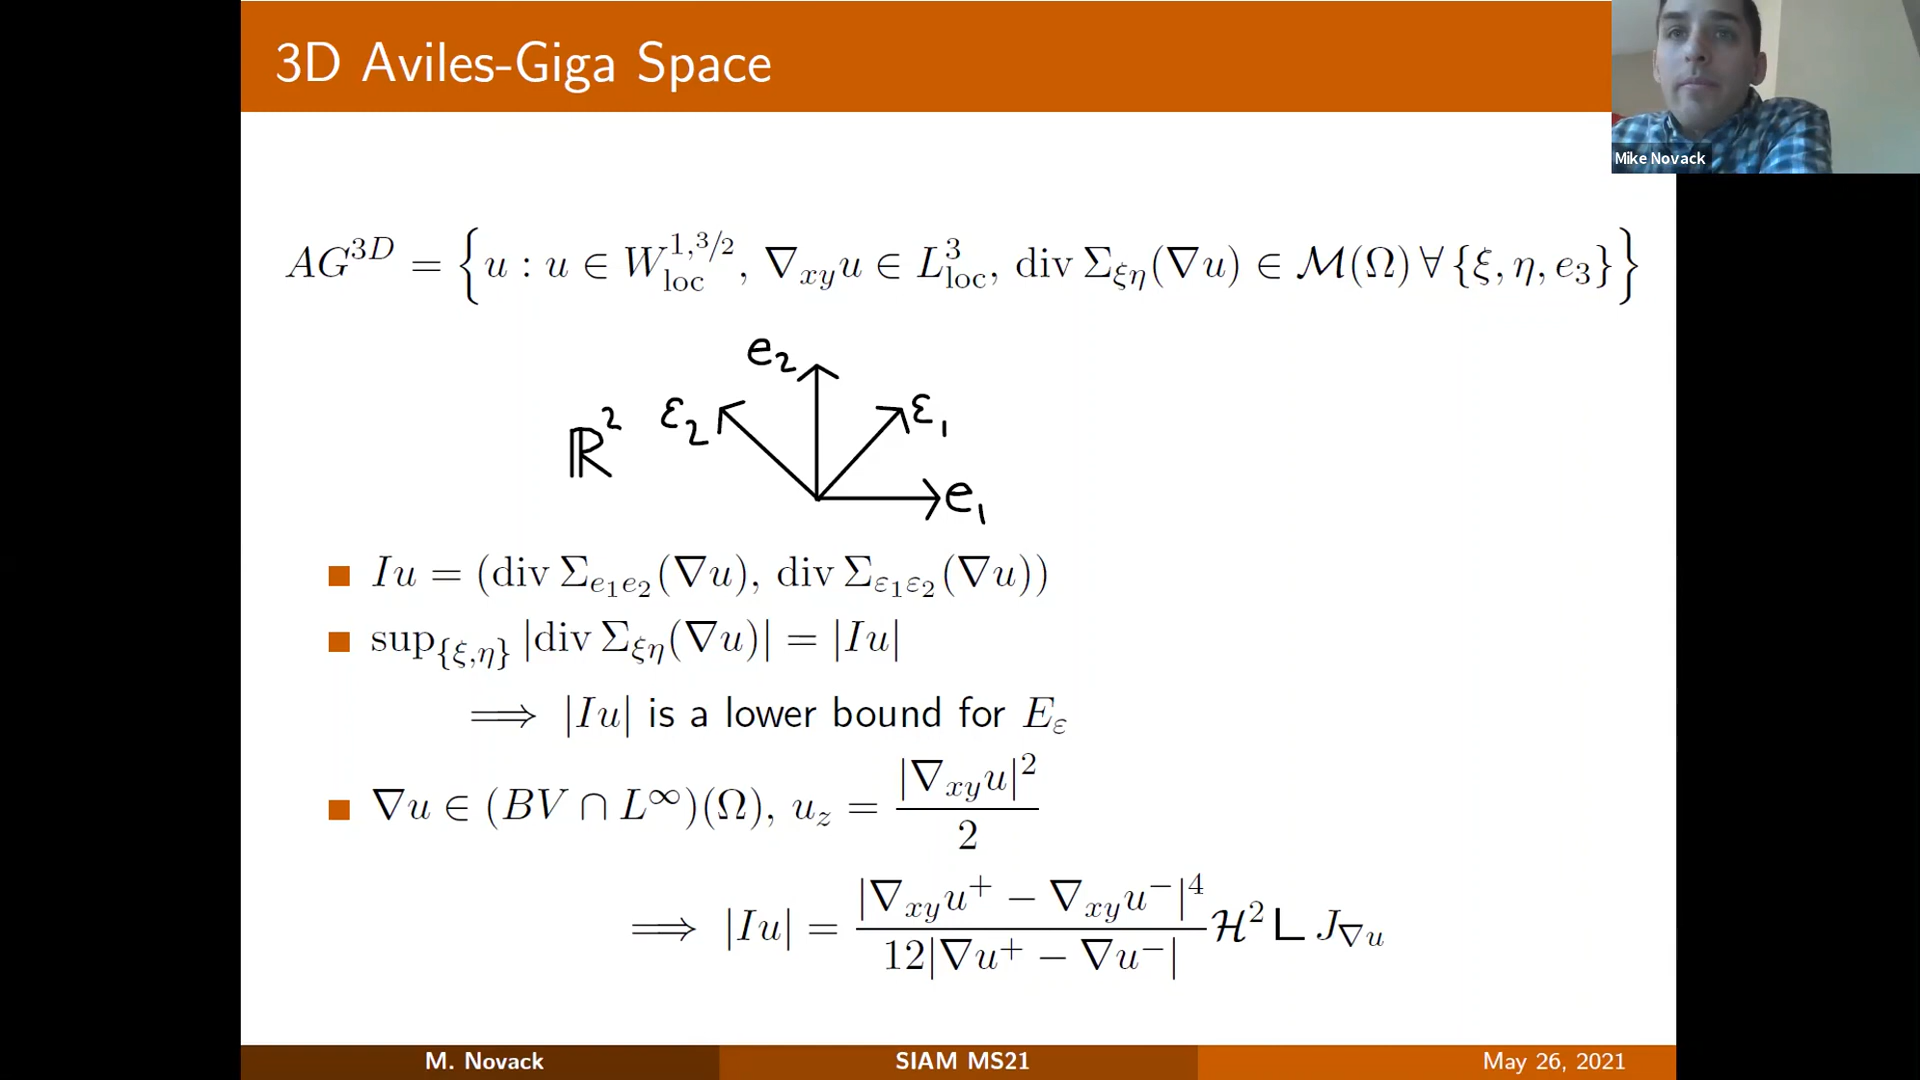 3D Aviles-Giga Space
Mike Novack
AG^{3D} = { u : u ∈ W^{1,3/2}_{loc}, ∇_{xy}u ∈ L^3_{loc}, div Σ_{ξη}(∇u) ∈ ℳ(Ω) ∀ {ξ, η, e_3} }
e_2
ℝ^2 ε_2 ε_1
e_1
Iu = (div Σ_{e_1e_2}(∇u), div Σ_{ε_1ε_2}(∇u))
sup_{{ξ,η}} |div Σ_{ξη}(∇u)| = |Iu|
⟹ |Iu| is a lower bound for E_ε
∇u ∈ (BV ∩ L^∞)(Ω), u_z = |∇_{xy}u|^2 / 2
⟹ |Iu| = |∇_{xy}u^+ − ∇_{xy}u^−|^4 / 12|∇u^+ − ∇u^−| ℋ^2 ⌞ J_{∇u}
M. Novack SIAM MS21 May 26, 2021